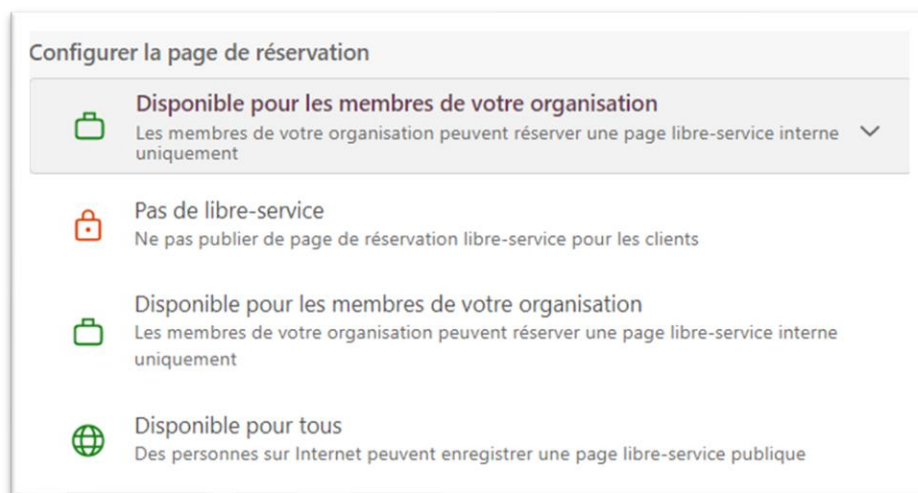 Configurer la page de réservation
Disponible pour les membres de votre organisation
Les membres de votre organisation peuvent réserver une page libre-service interne
uniquement
Pas de libre-service
Ne pas publier de page de réservation libre-service pour les clients
Disponible pour les membres de votre organisation
Les membres de votre organisation peuvent réserver une page libre-service interne
uniquement
Disponible pour tous
Des personnes sur Internet peuvent enregistrer une page libre-service publique